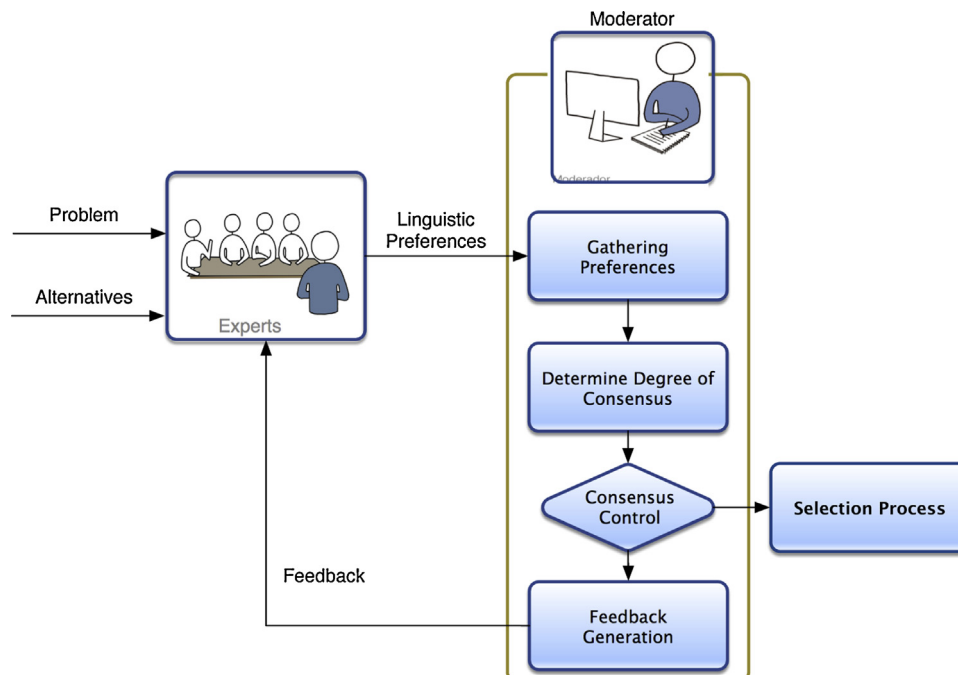 Moderator
Moderador
Problem
Alternatives
Experts
Linguistic
Preferences
Gathering
Preferences
Determine Degree of
Consensus
Consensus
Control
Selection Process
Feedback
Feedback
Generation